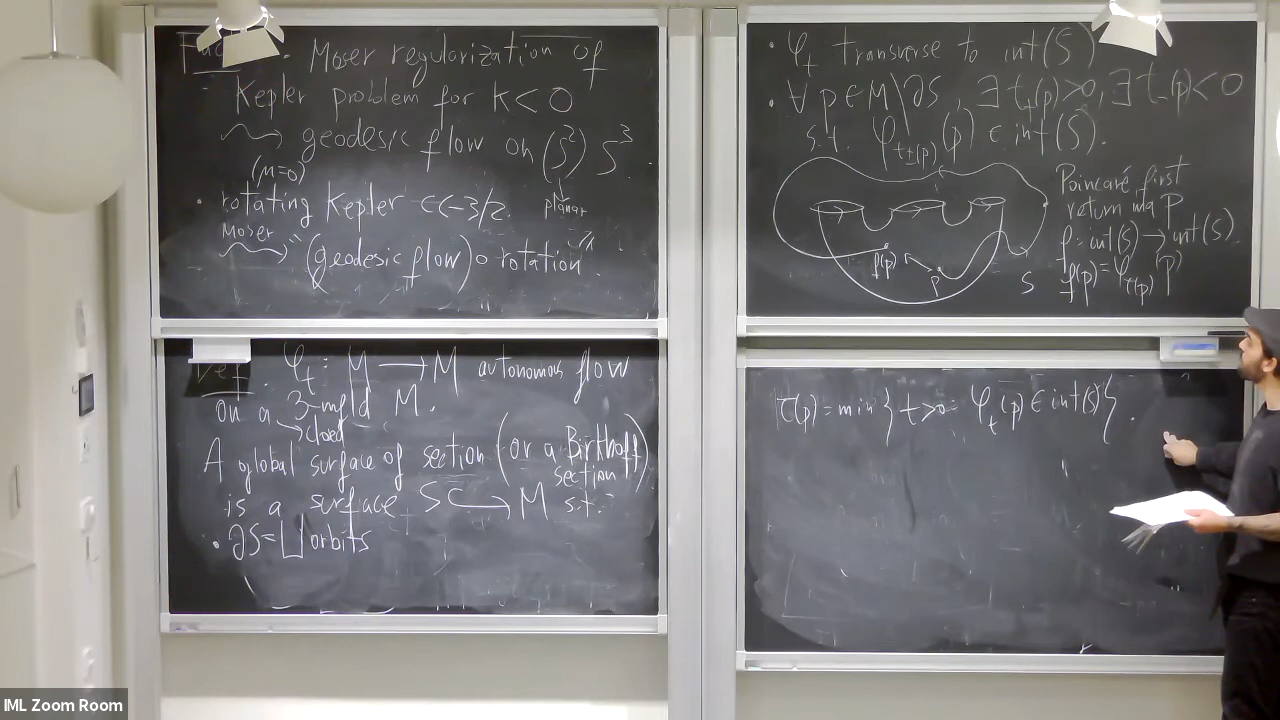 Fact. Moser regularization of
Kepler problem for K<0
⇝ geodesic flow on (S²) S³
(μ=0)
planar
• rotating Kepler c<-3/2
Moser
⇝ "(geodesic flow)∘rotation"
Def. φ_t: M → M autonomous flow
on a 3-mfld M.
closed
A global surface of section (or a Birkhoff
section)
is a surface S ↪ M s.t.
• ∂S=⊔orbits
• φ_t transverse to int(S)
• ∀ p∈M\∂S, ∃ t₊(p)>0, ∃ t₋(p)<0
s.t. φ_{t±(p)}(p) ∈ int(S).
Poincaré first
return map
f: int(S) → int(S)
f(p)=φ_{τ(p)}(p)
f(p)
p
S
τ(p) = min { t>0: φ_t(p) ∈ int(S) }.
IML Zoom Room